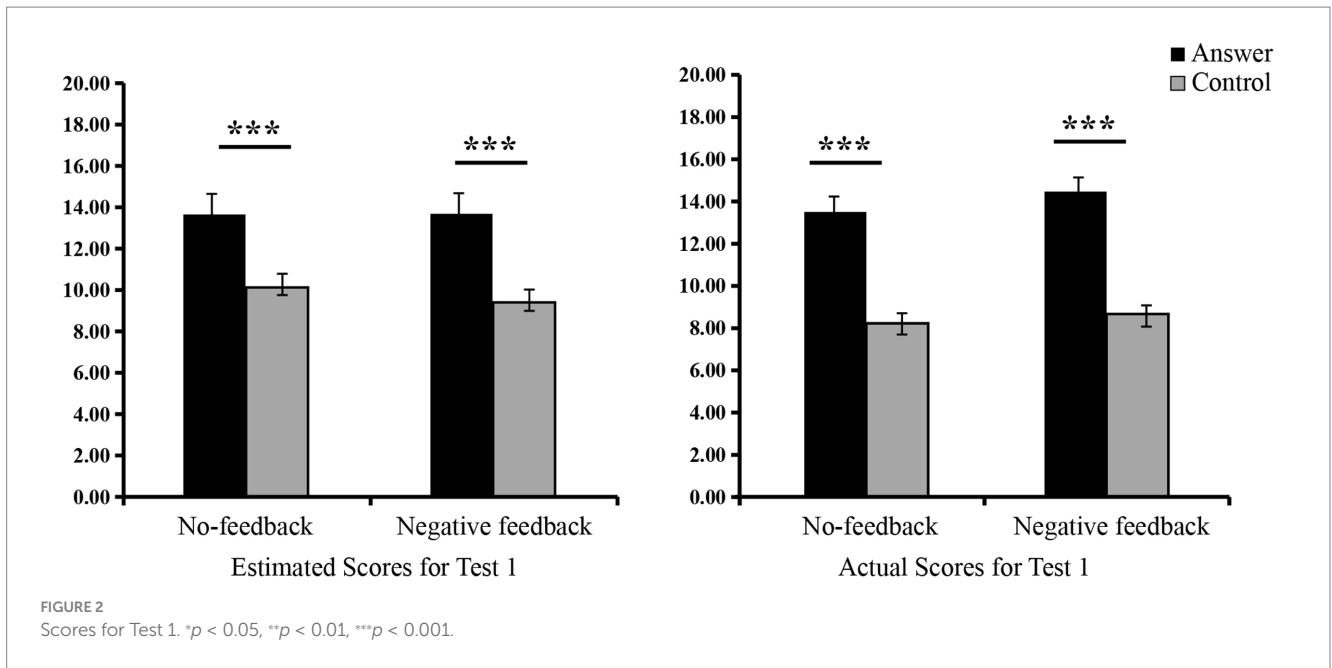 Answer
Control
20.00
18.00
16.00
14.00
12.00
10.00
8.00
6.00
4.00
2.00
0.00
***
***
No-feedback
Negative feedback
Estimated Scores for Test 1
20.00
18.00
16.00
14.00
12.00
10.00
8.00
6.00
4.00
2.00
0.00
***
***
No-feedback
Negative feedback
Actual Scores for Test 1
FIGURE 2
Scores for Test 1. *p < 0.05, **p < 0.01, ***p < 0.001.